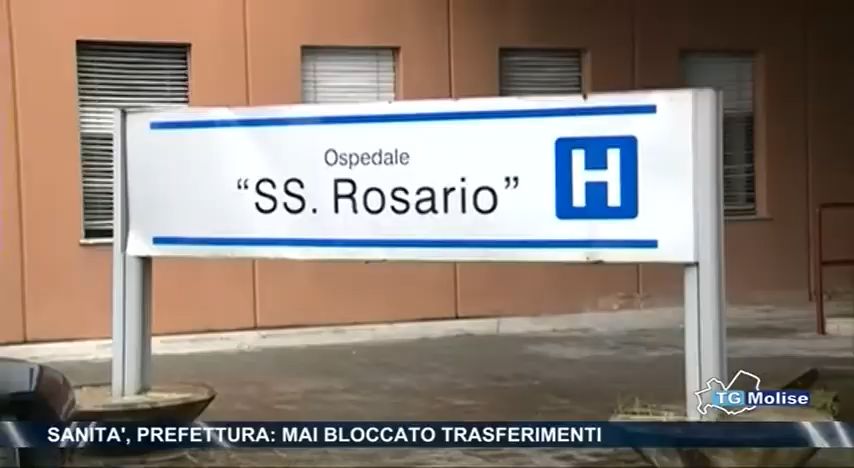 Ospedale
"SS. Rosario"
H
TG Molise
SANITA', PREFETTURA: MAI BLOCCATO TRASFERIMENTI